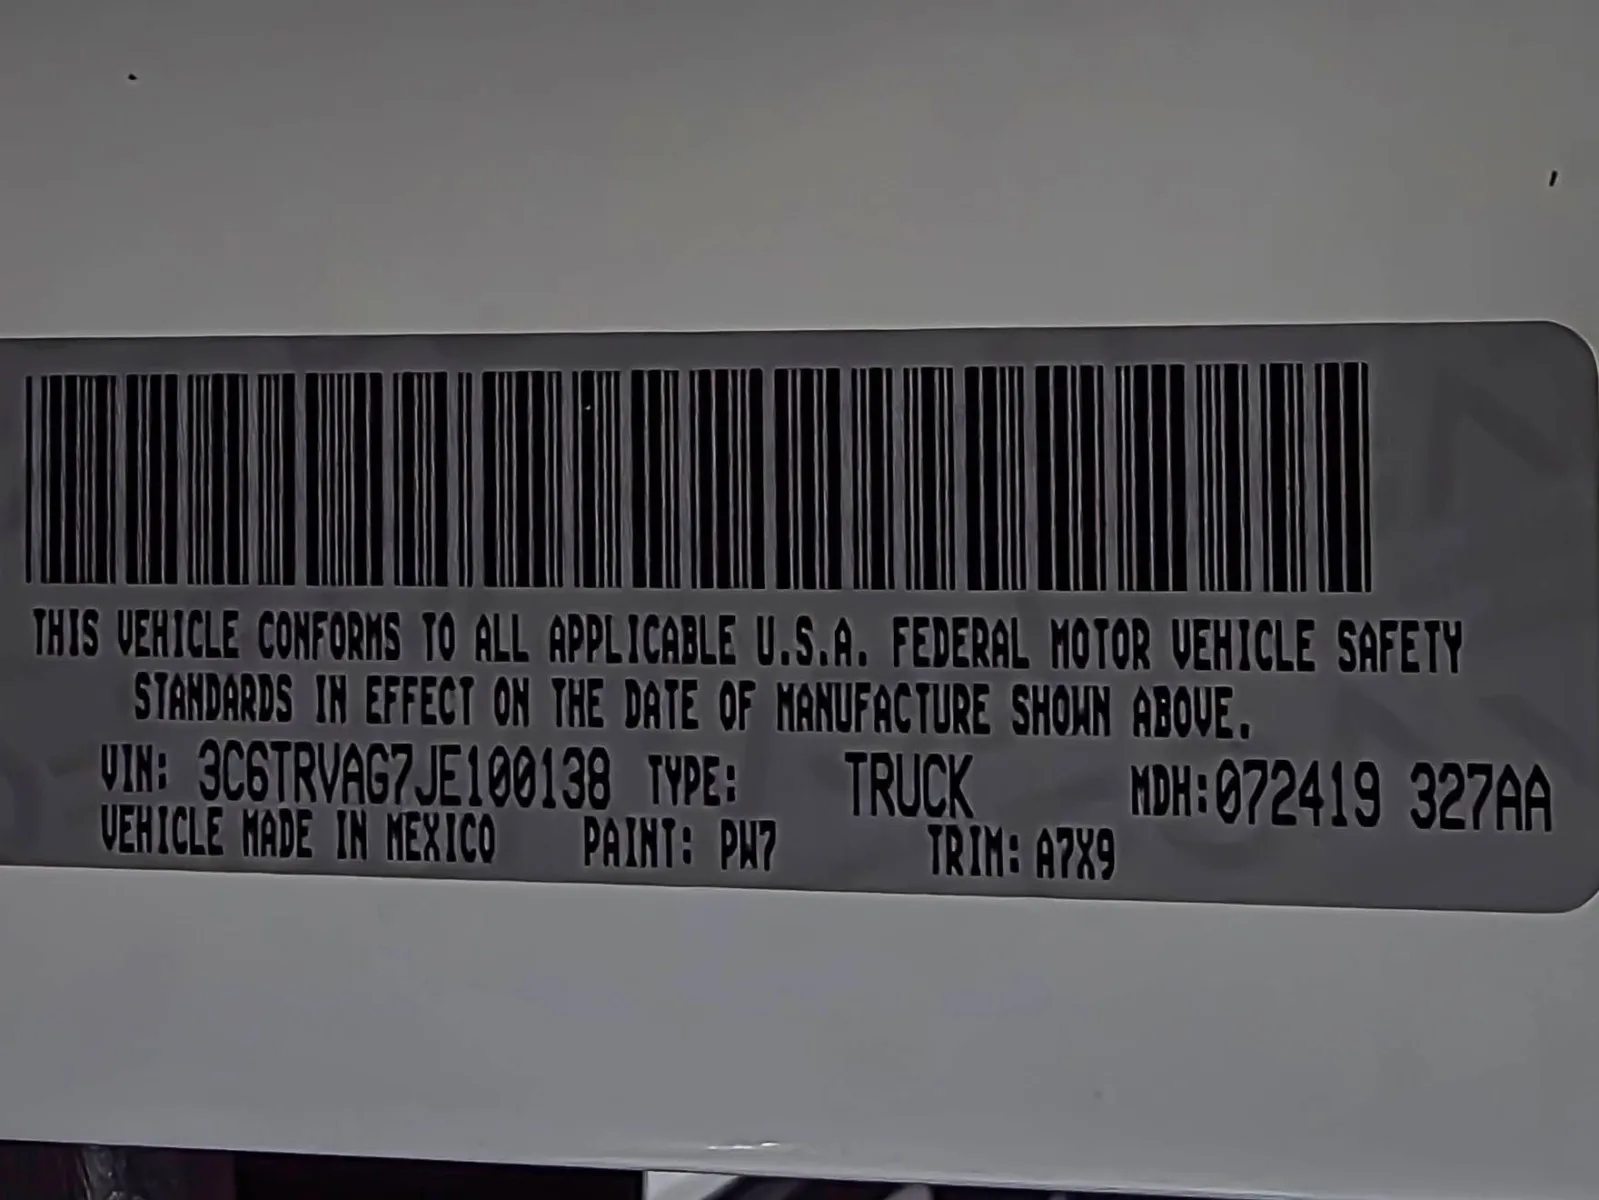 THIS VEHICLE CONFORMS TO ALL APPLICABLE U.S.A. FEDERAL MOTOR VEHICLE SAFETY
STANDARDS IN EFFECT ON THE DATE OF MANUFACTURE SHOWN ABOVE.
VIN: 3C6TRVAG7JE100138 TYPE: TRUCK MDH:072419 327AA
VEHICLE MADE IN MEXICO PAINT: PW7 TRIM: A7X9